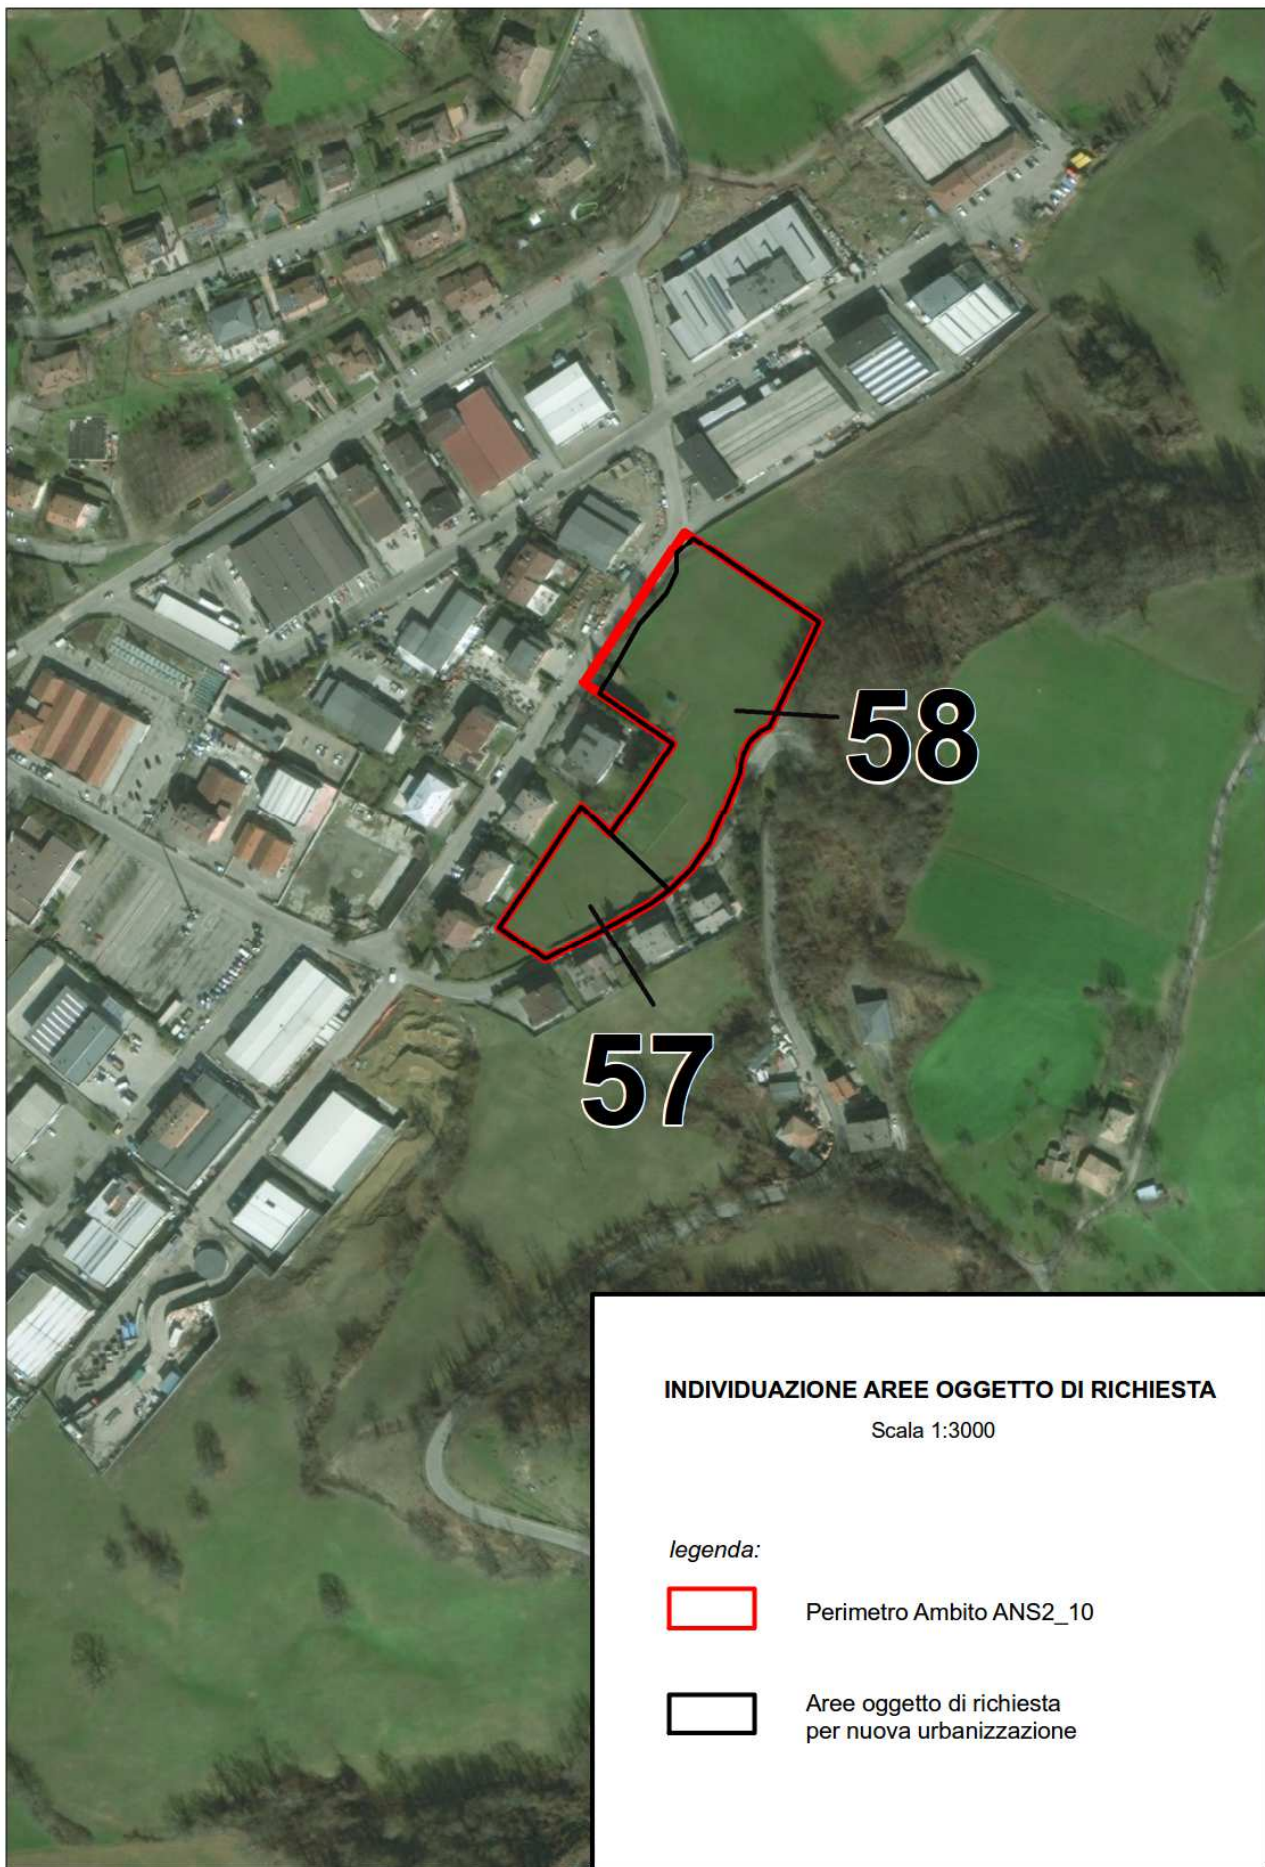 58
57
INDIVIDUAZIONE AREE OGGETTO DI RICHIESTA
Scala 1:3000
legenda:
Perimetro Ambito ANS2_10
Aree oggetto di richiesta
per nuova urbanizzazione